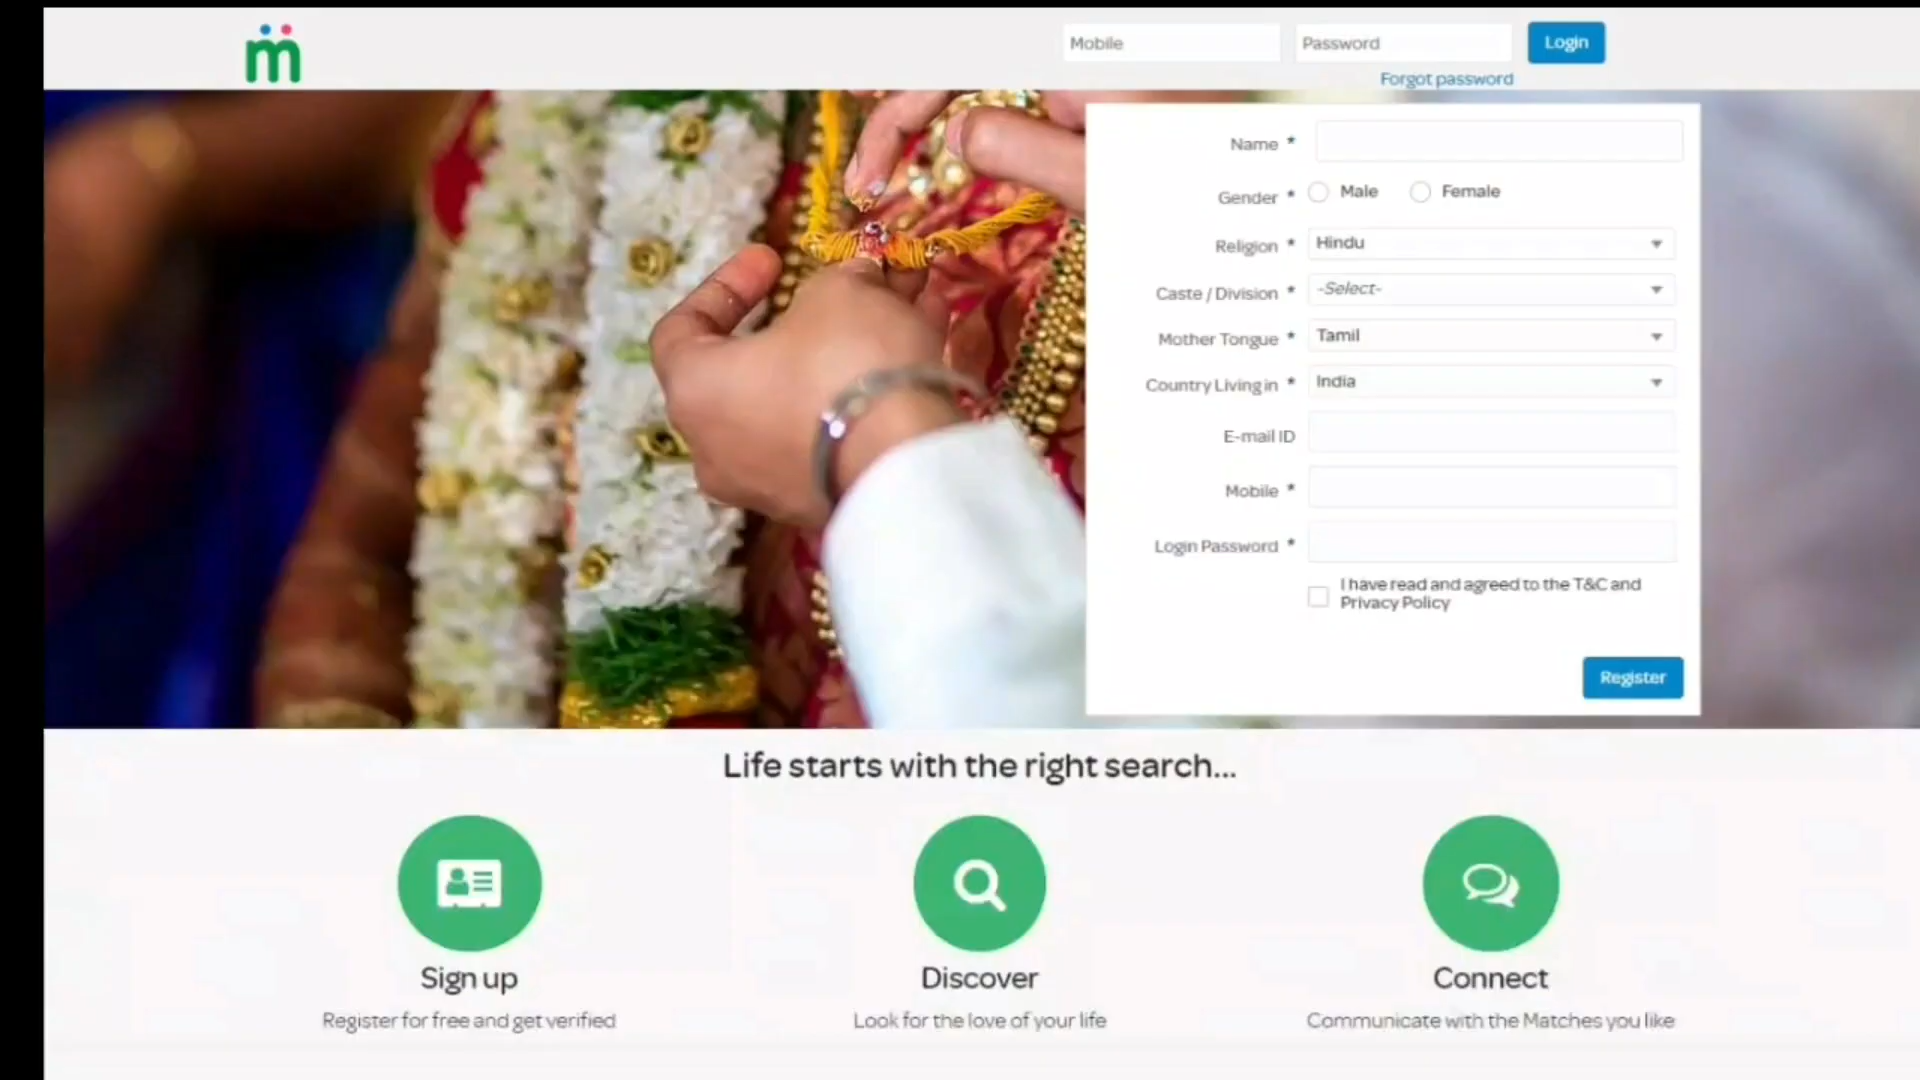 m
Mobile
Password
Login
Forgot password
Name *
Gender *
Male
Female
Religion *
Hindu
Caste / Division *
-Select-
Mother Tongue *
Tamil
Country Living in *
India
E-mail ID
Mobile *
Login Password *
I have read and agreed to the T&C and
Privacy Policy
Register
Life starts with the right search...
Sign up
Register for free and get verified
Discover
Look for the love of your life
Connect
Communicate with the Matches you like